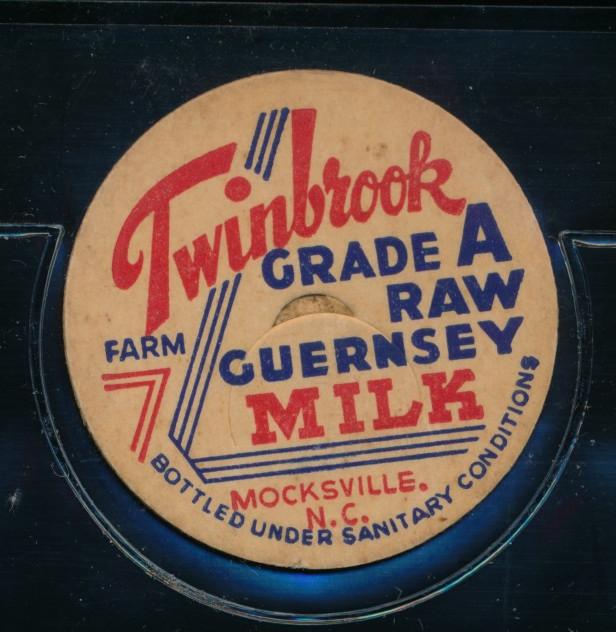 Twinbrook
FARM
GRADE A
RAW
GUERNSEY
MILK
MOCKSVILLE.
N.C.
BOTTLED UNDER SANITARY CONDITIONS